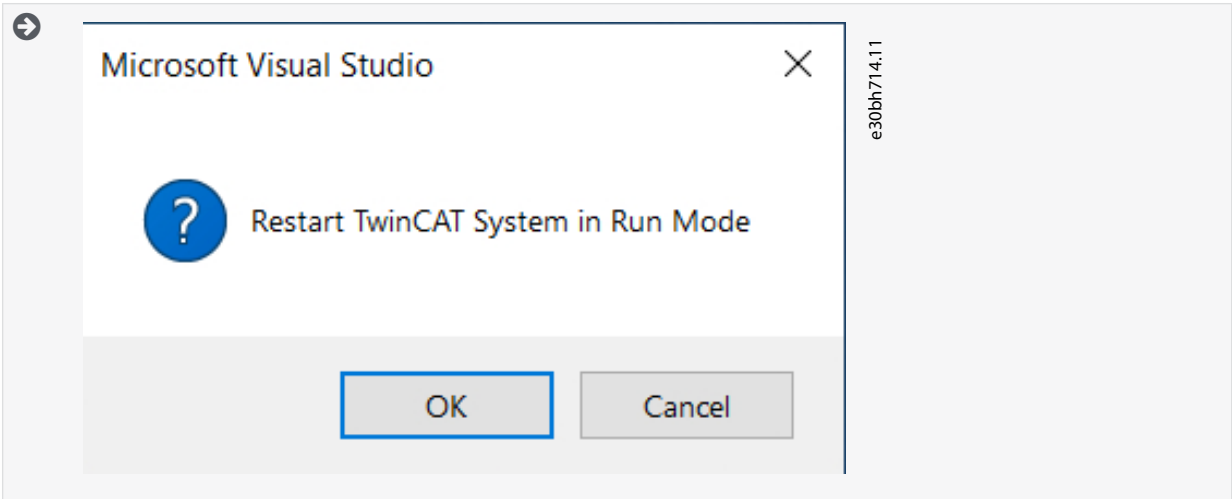 Microsoft Visual Studio
e30bh714.11
?
Restart TwinCAT System in Run Mode
OK
Cancel